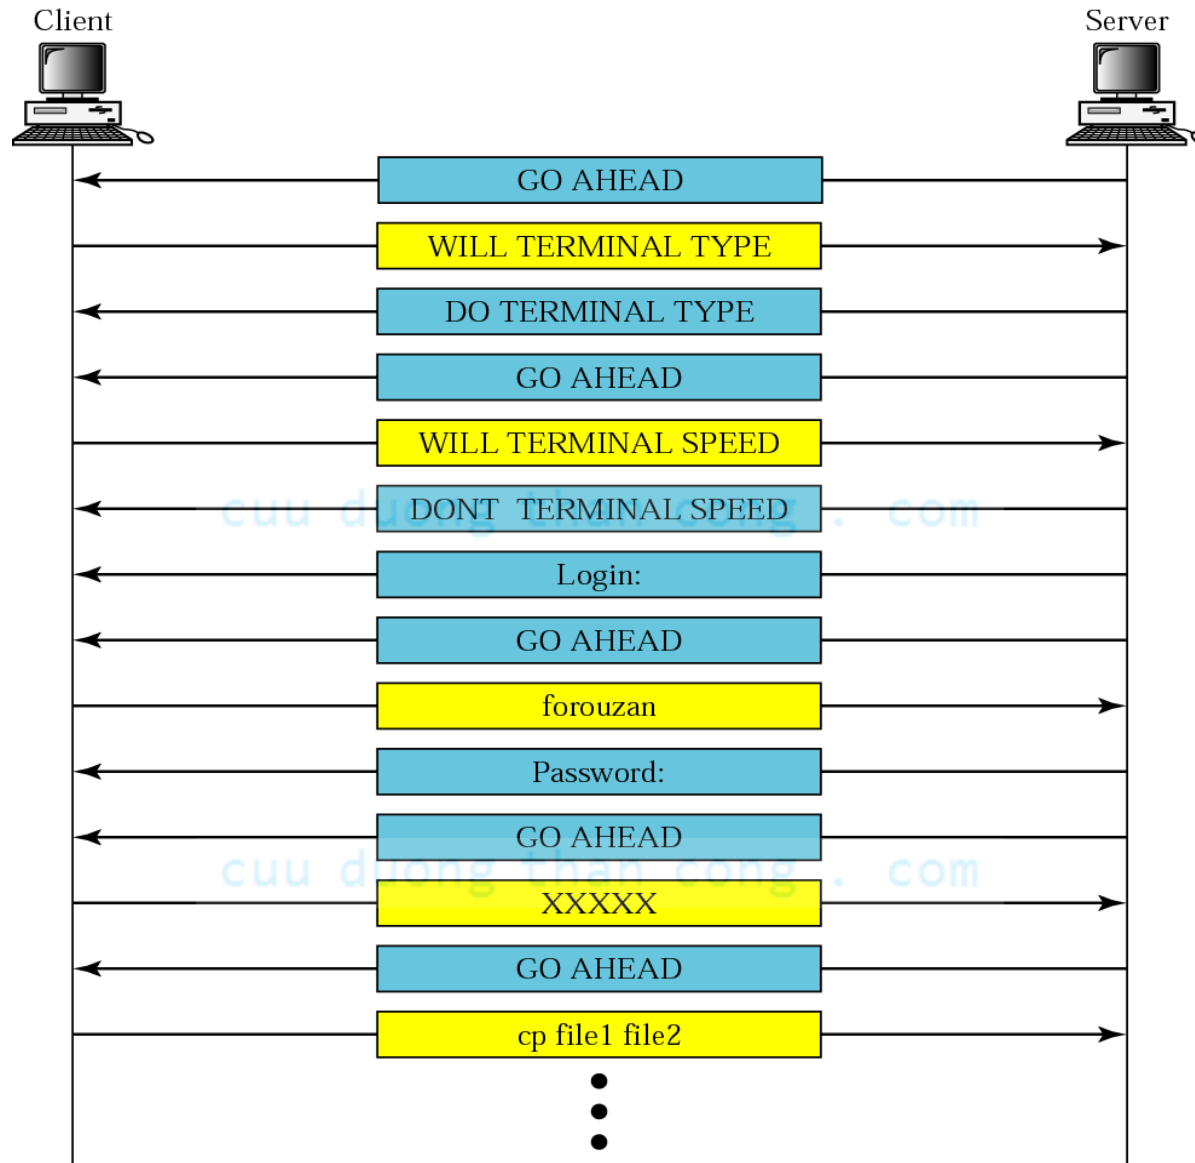 Client
Server
GO AHEAD
WILL TERMINAL TYPE
DO TERMINAL TYPE
GO AHEAD
WILL TERMINAL SPEED
DONT TERMINAL SPEED
cuu duong than cong . com
Login:
GO AHEAD
forouzan
Password:
GO AHEAD
cuu duong than cong . com
XXXXX
GO AHEAD
cp file1 file2